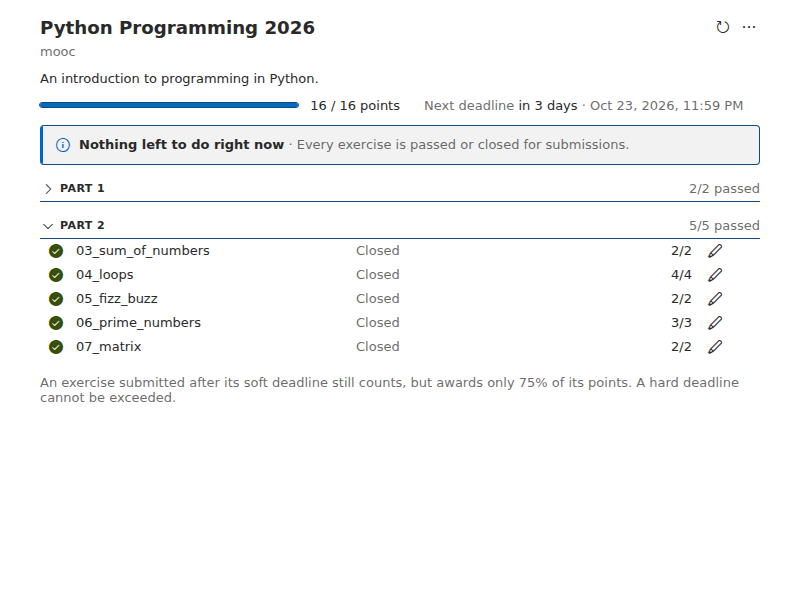 Python Programming 2026
mooc
An introduction to programming in Python.
16 / 16 points Next deadline in 3 days · Oct 23, 2026, 11:59 PM
Nothing left to do right now · Every exercise is passed or closed for submissions.
PART 1 2/2 passed
PART 2 5/5 passed
03_sum_of_numbers Closed 2/2
04_loops Closed 4/4
05_fizz_buzz Closed 2/2
06_prime_numbers Closed 3/3
07_matrix Closed 2/2
An exercise submitted after its soft deadline still counts, but awards only 75% of its points. A hard deadline
cannot be exceeded.